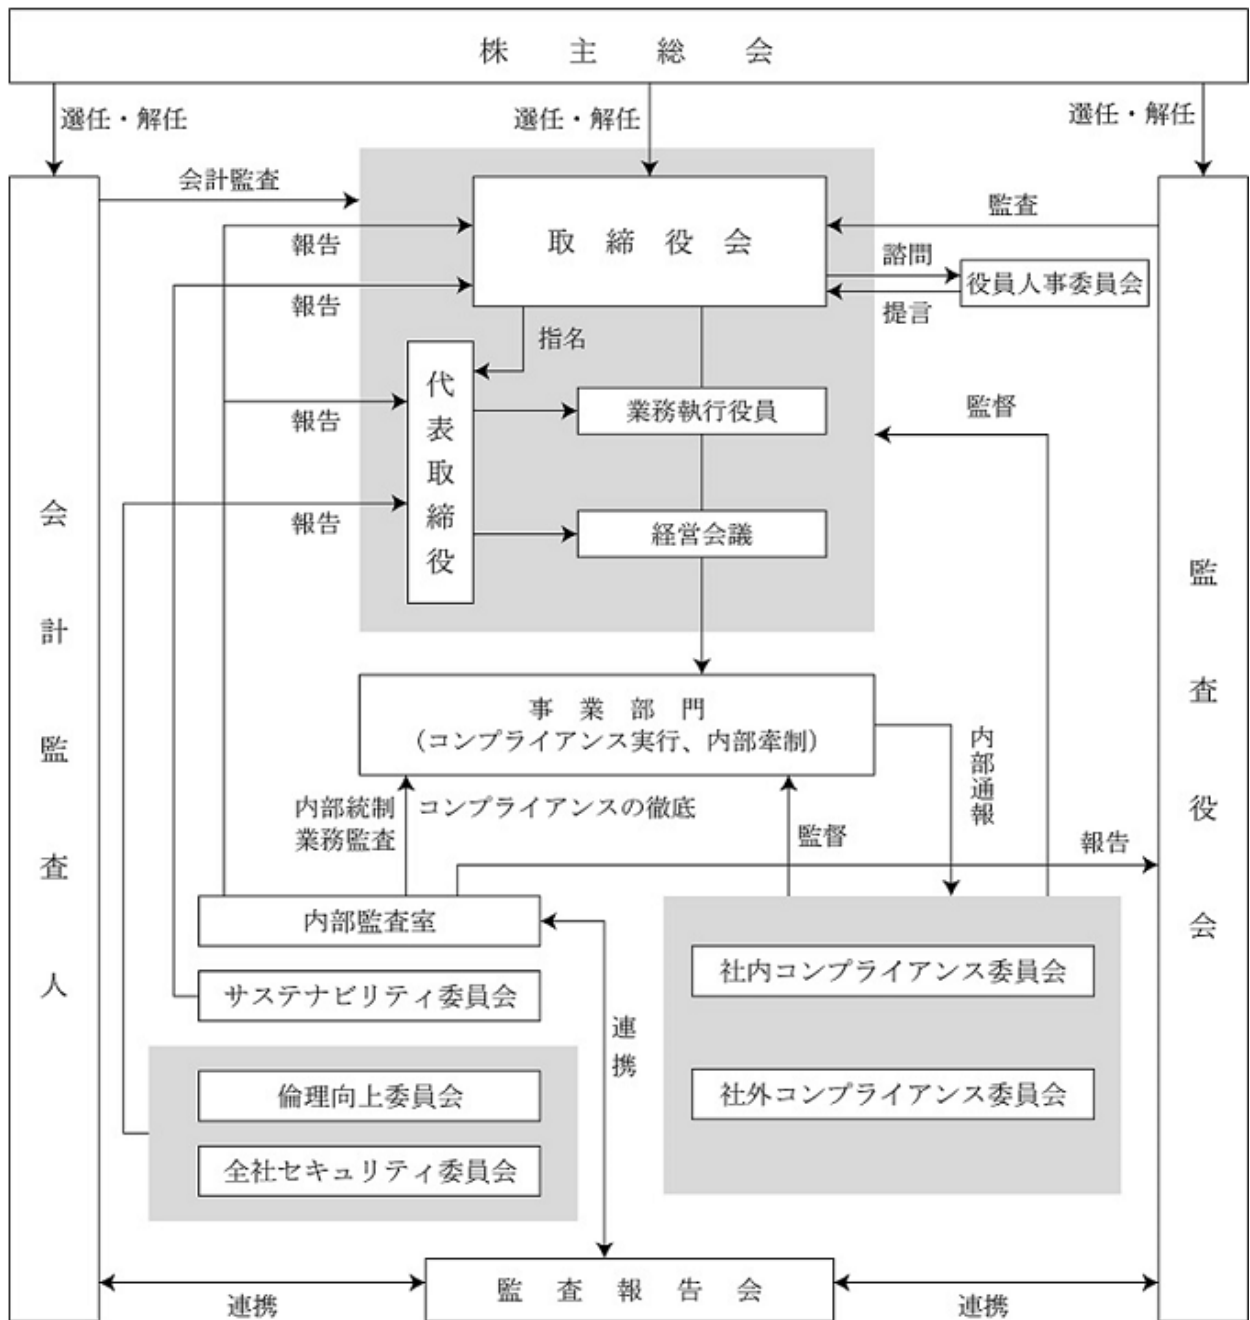 株主総会
選任・解任
選任・解任
選任・解任
会計監査
報告
報告
取締役会
監査
諮問
役員人事委員会
提言
指名
代表取締役
業務執行役員
監督
報告
報告
経営会議
会計監査人
監査役会
事業部門
（コンプライアンス実行、内部牽制）
内部通報
内部統制
業務監査
コンプライアンスの徹底
監督
報告
内部監査室
サステナビリティ委員会
社内コンプライアンス委員会
連携
倫理向上委員会
社外コンプライアンス委員会
全社セキュリティ委員会
監査報告会
連携
連携